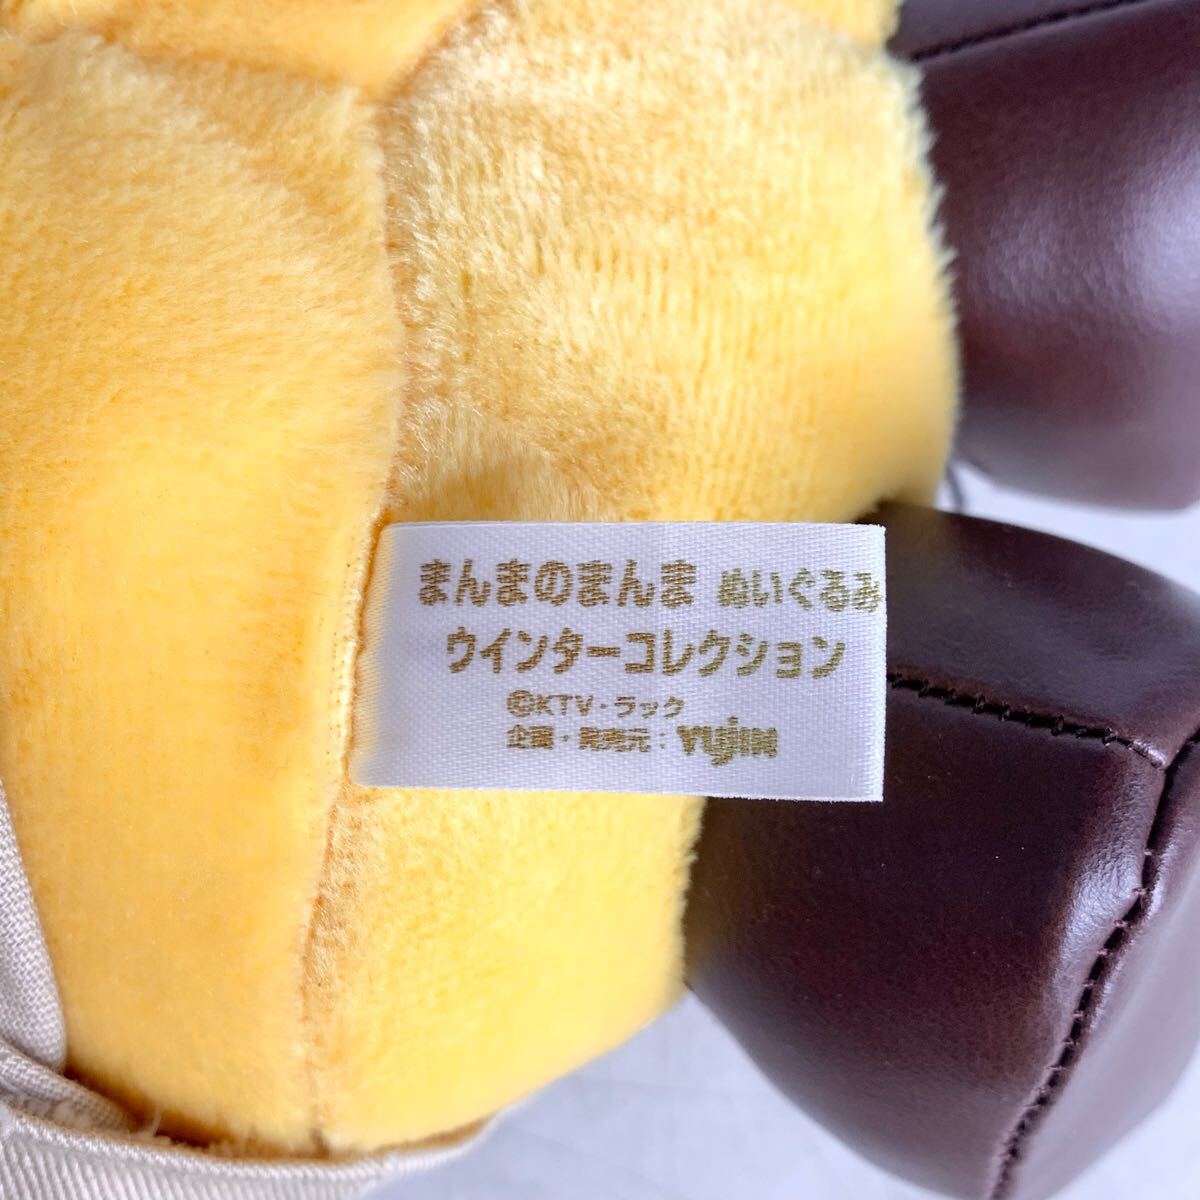 まんまのまんま ぬいぐるみ
ウインターコレクション
©KTV・ラック
企画・発売元：Yujin